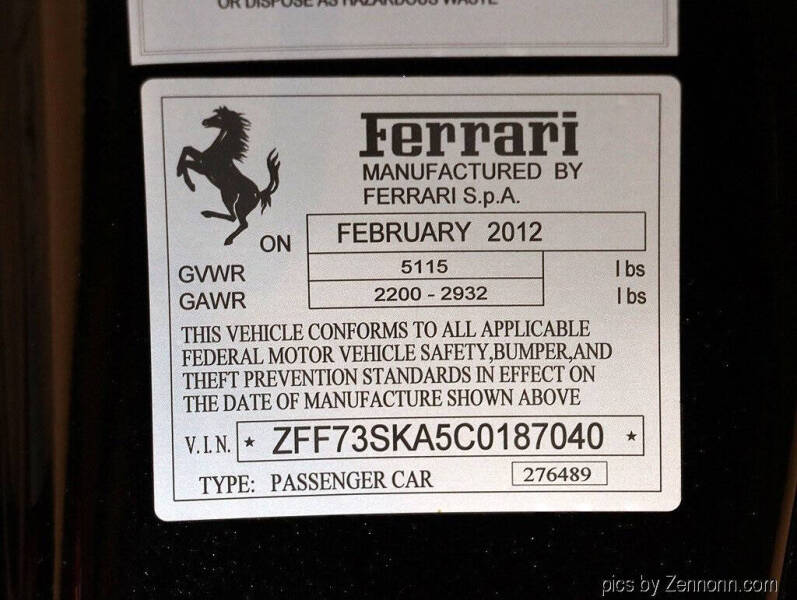 OR DISPOSE AS HAZARDOUS WASTE
Ferrari
MANUFACTURED BY
FERRARI S.p.A.
ON FEBRUARY 2012
GVWR 5115 lbs
GAWR 2200 - 2932 lbs
THIS VEHICLE CONFORMS TO ALL APPLICABLE
FEDERAL MOTOR VEHICLE SAFETY,BUMPER,AND
THEFT PREVENTION STANDARDS IN EFFECT ON
THE DATE OF MANUFACTURE SHOWN ABOVE
V.I.N. ★ ZFF73SKA5C0187040 ★
TYPE: PASSENGER CAR 276489
pics by Zennonn.com